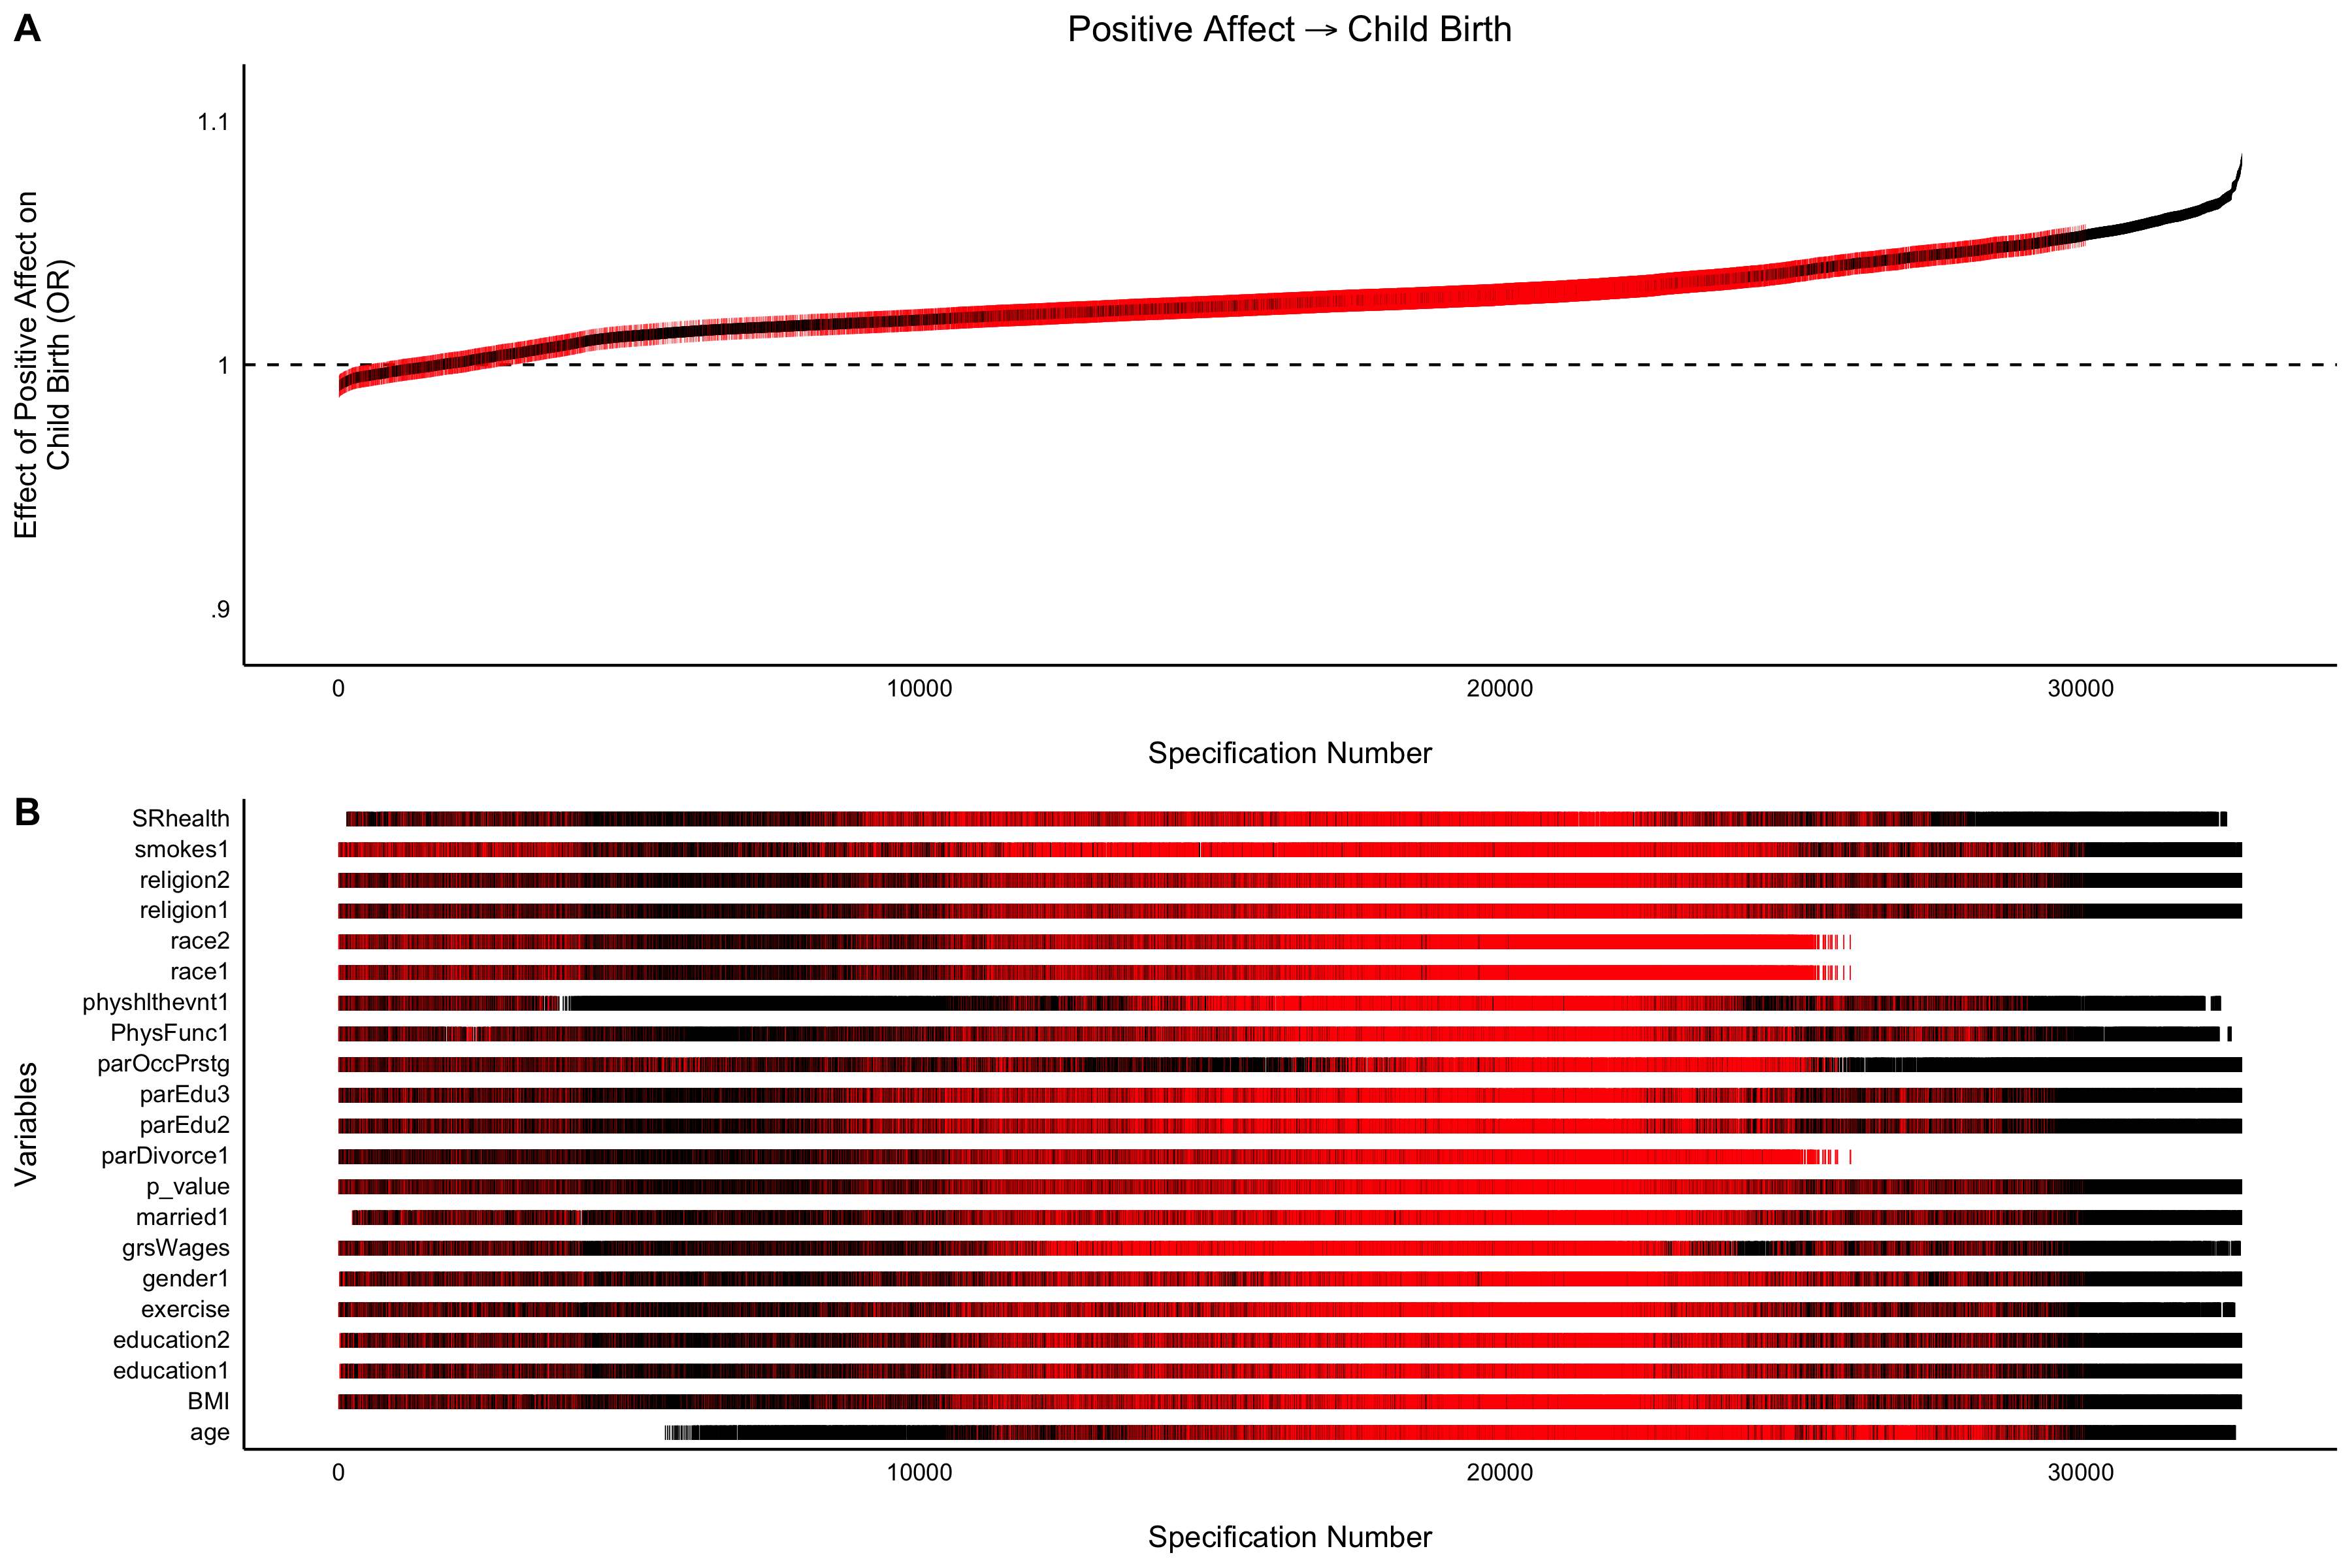 A
Positive Affect → Child Birth
Effect of Positive Affect on
Child Birth (OR)
1.1
1
.9
0 10000 20000 30000
Specification Number
B
Variables
SRhealth
smokes1
religion2
religion1
race2
race1
physhlthevnt1
PhysFunc1
parOccPrstg
parEdu3
parEdu2
parDivorce1
p_value
married1
grsWages
gender1
exercise
education2
education1
BMI
age
0 10000 20000 30000
Specification Number